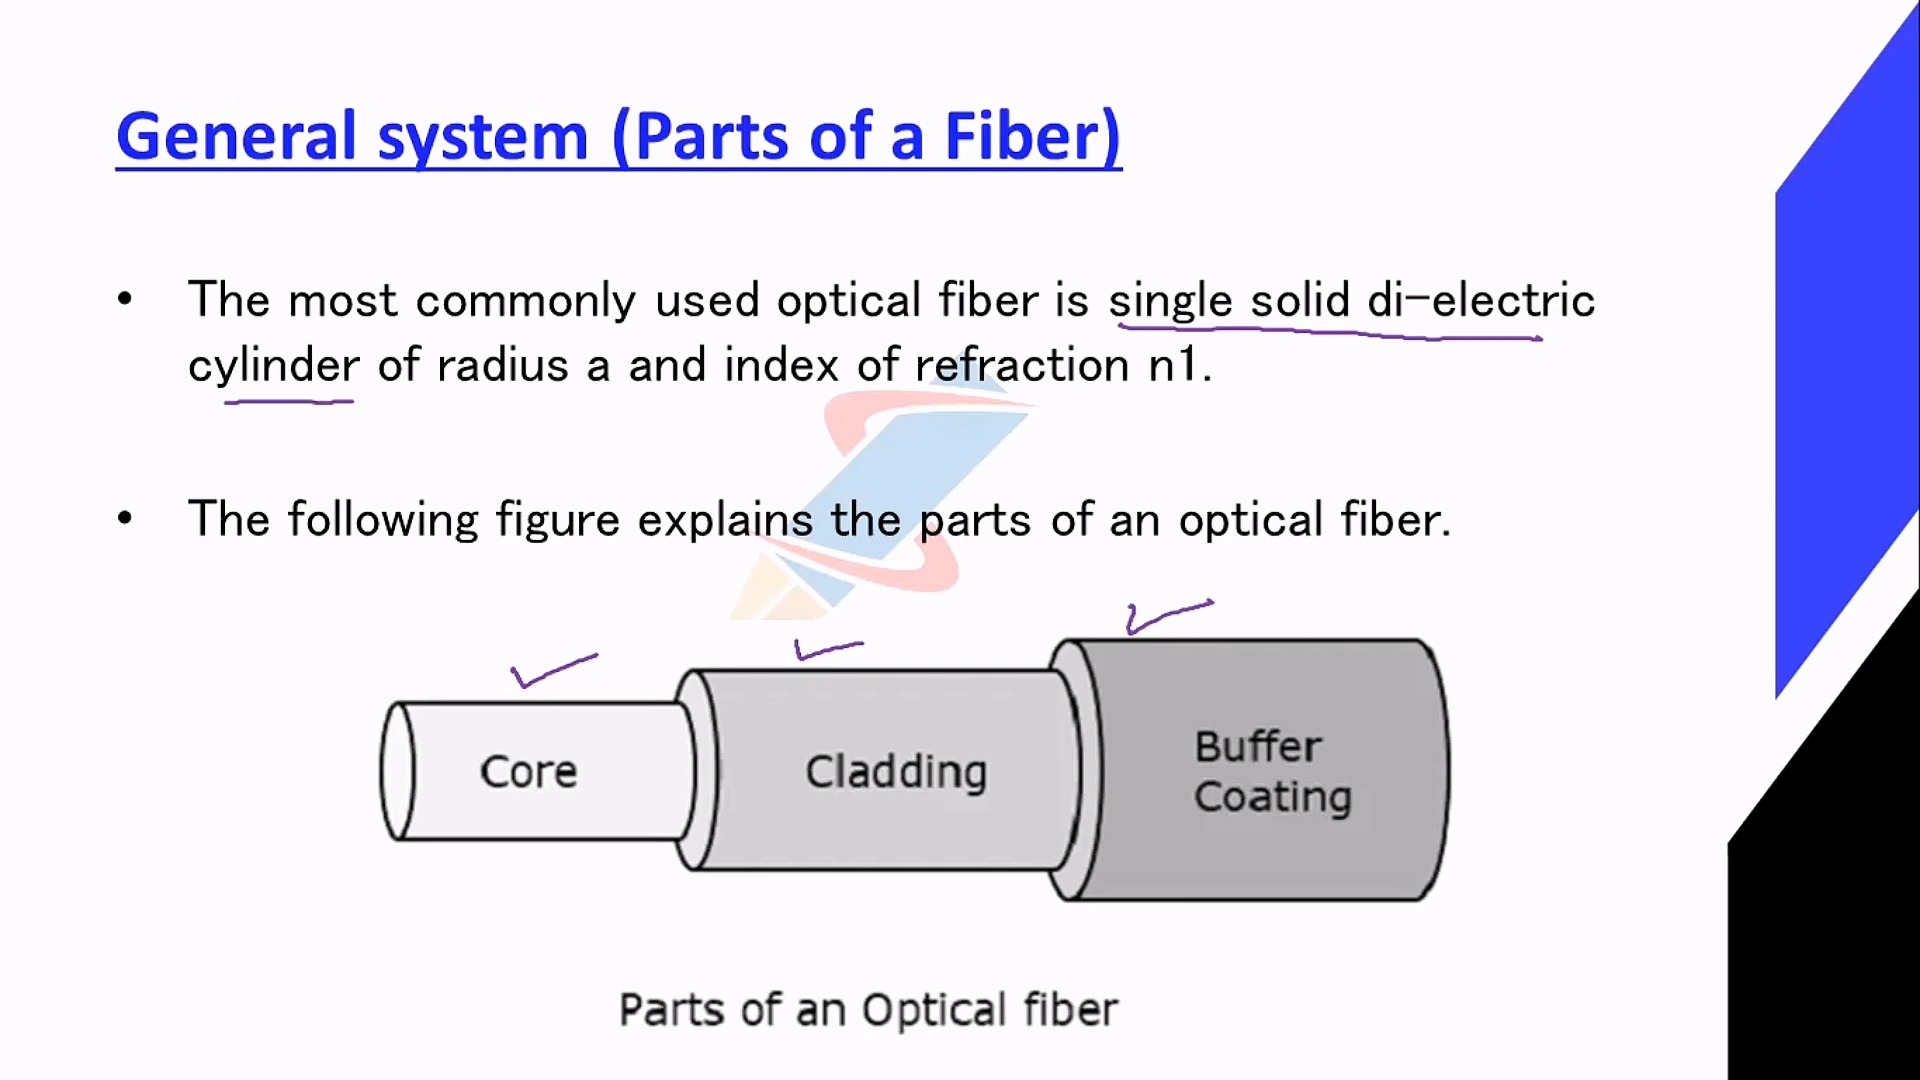 General system (Parts of a Fiber)
• The most commonly used optical fiber is single solid di-electric
cylinder of radius a and index of refraction n1.
• The following figure explains the parts of an optical fiber.
Core
Cladding
Buffer
Coating
Parts of an Optical fiber